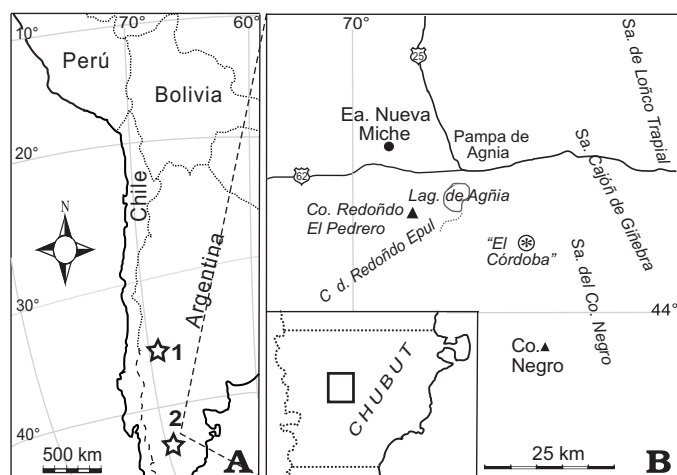 70°
60°
10°
Perú
Bolivia
20°
Chile
N
Argentina
30°
1
2
40°
500 km
A
70°
25
Sa. de Loñco Trapial
Ea. Nueva
Miche
Pampa de
Agnia
Sa. Cajón de Giñebra
62
Lag. de Agñia
Co. Redoñdo
El Pedrero
C d. Redoñdo Epul
“El
Córdoba”
Sa. del Co. Negro
44°
Co.
Negro
CHUBUT
25 km
B